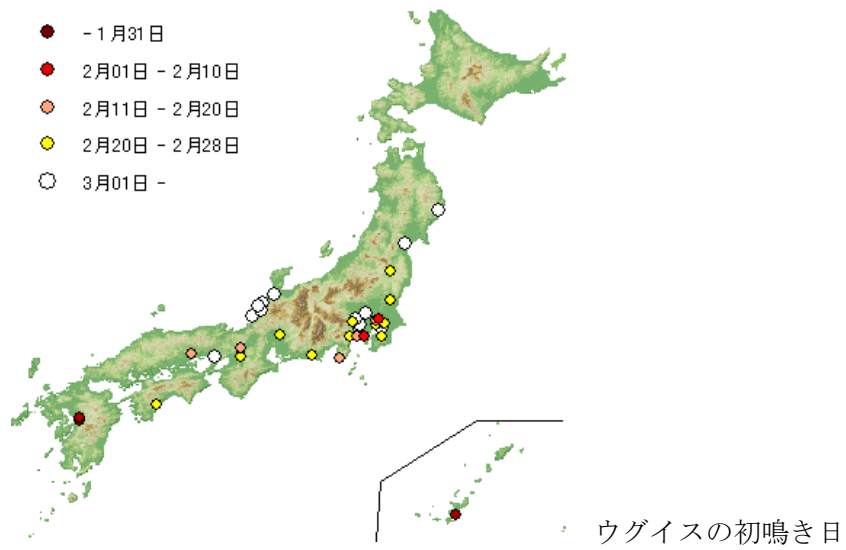 - 1月31日
2月01日 - 2月10日
2月11日 - 2月20日
2月20日 - 2月28日
3月01日 -
ウグイスの初鳴き日